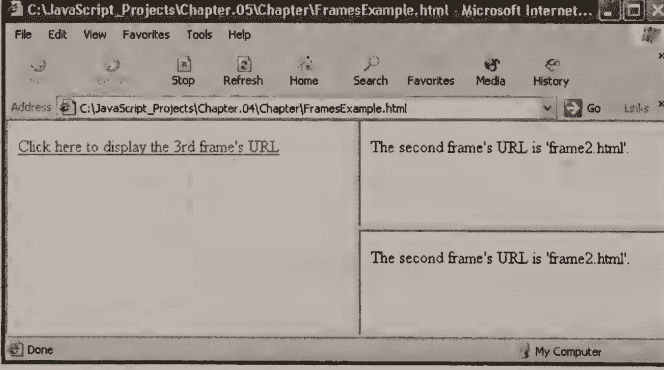 C:\JavaScript_Projects\Chapter.05\Chapter\FramesExample.html - Microsoft Internet...
File Edit View Favorites Tools Help
Stop Refresh Home Search Favorites Media History
Address C:\JavaScript_Projects\Chapter.04\Chapter\FramesExample.html Go Links
Click here to display the 3rd frame's URL
The second frame's URL is 'frame2.html'.
The second frame's URL is 'frame2.html'.
Done My Computer